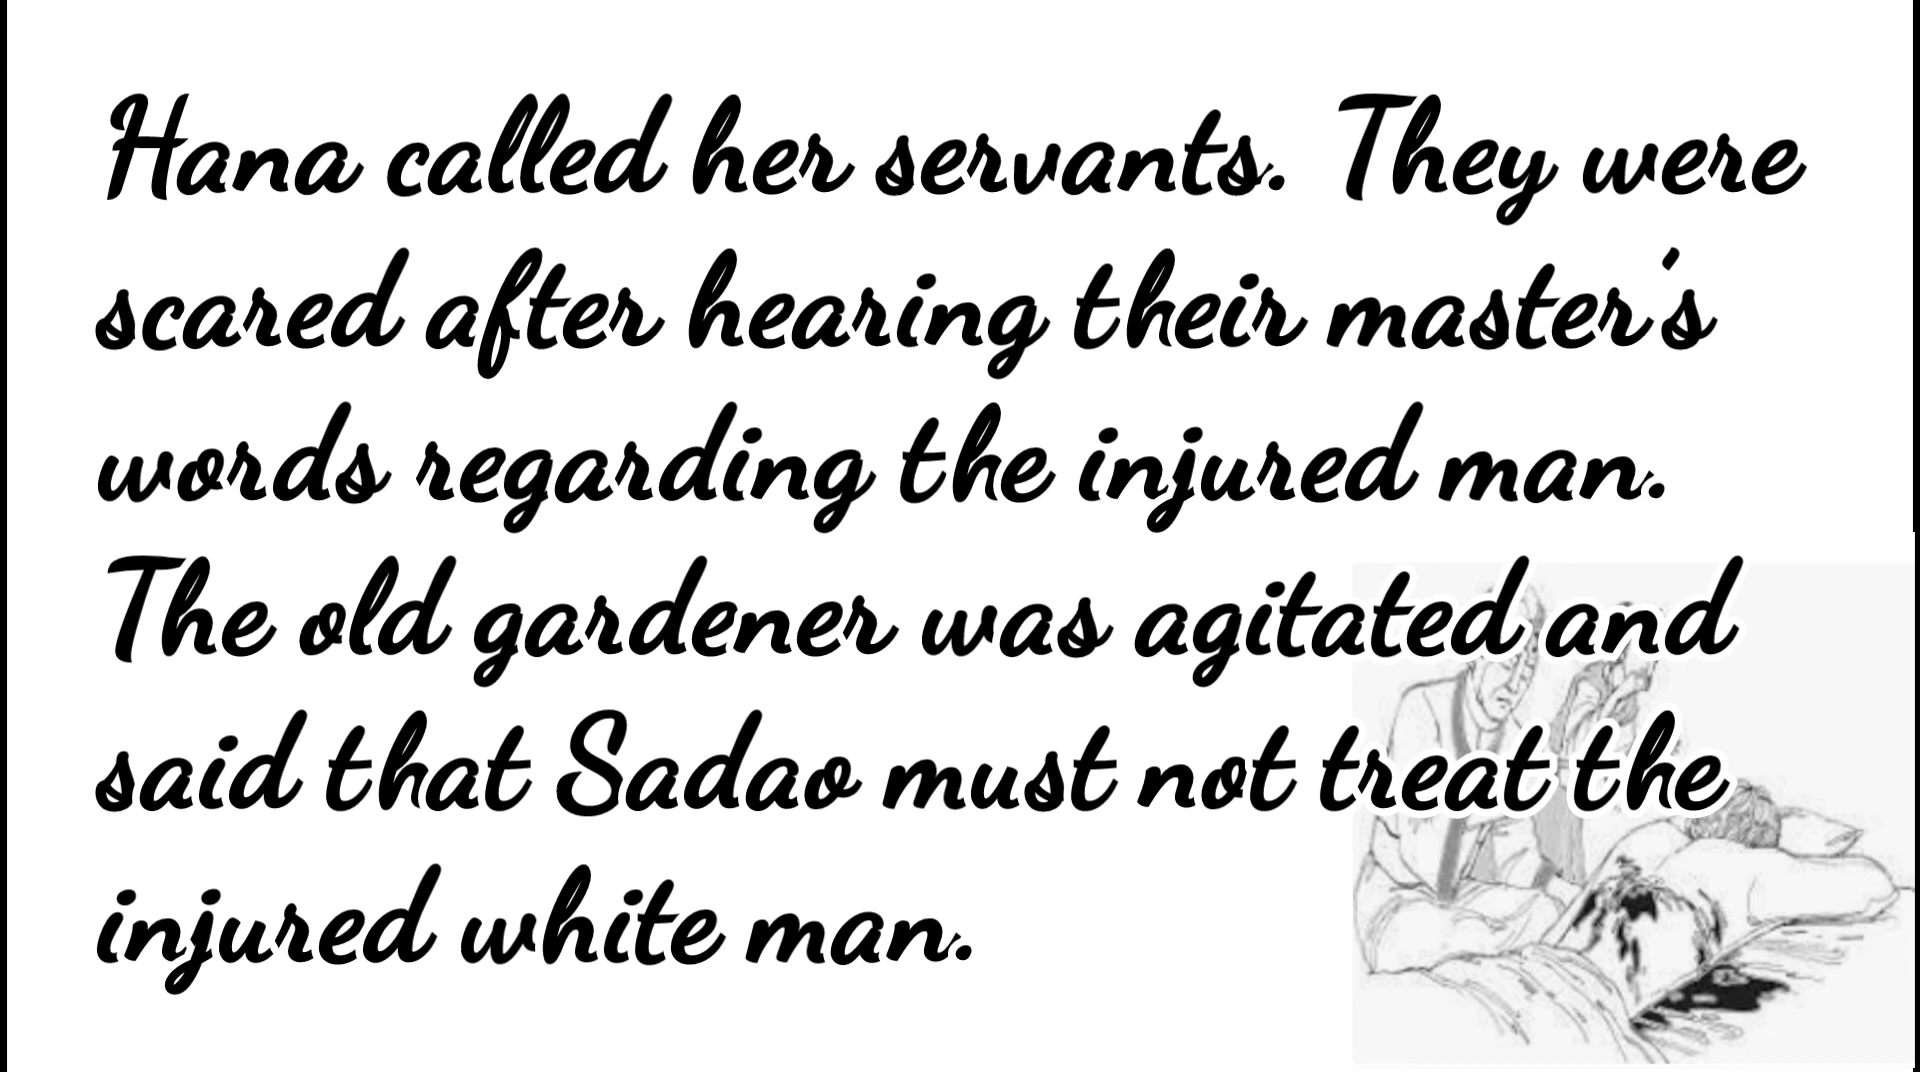 Hana called her servants. They were
scared after hearing their master's
words regarding the injured man.
The old gardener was agitated and
said that Sadao must not treat the
injured white man.